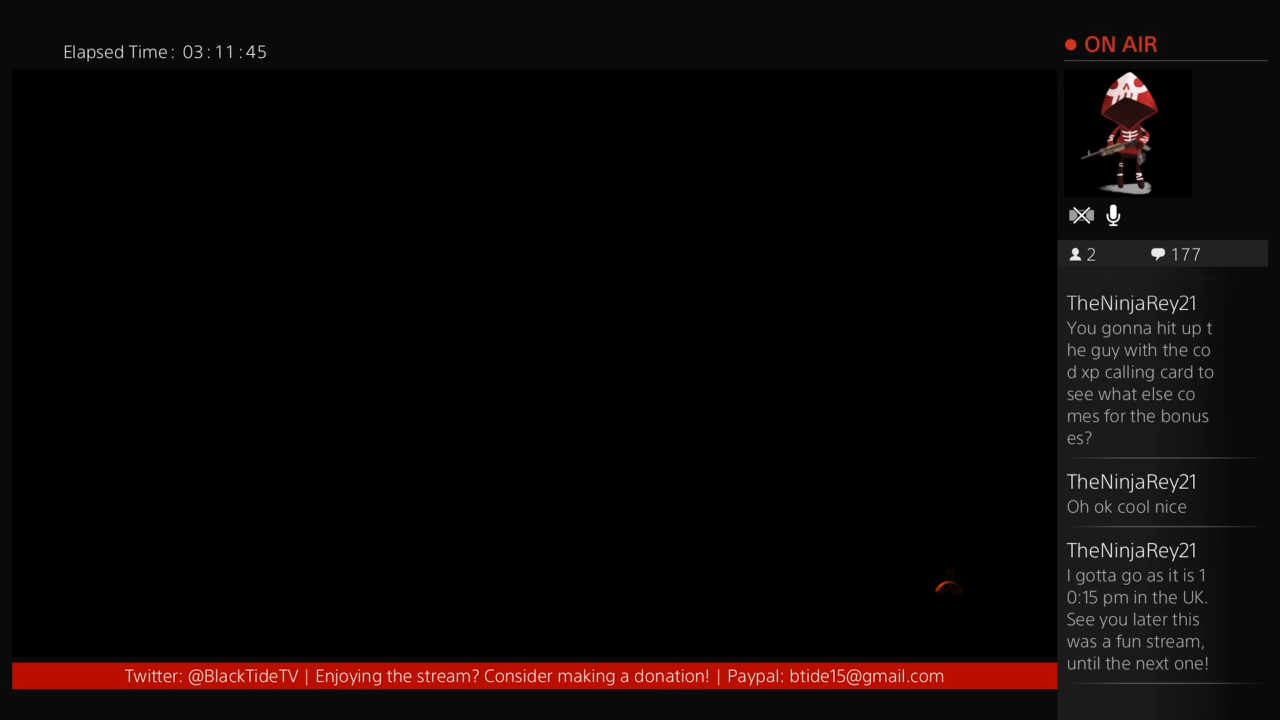 Elapsed Time: 03:11:45
ON AIR
2 177
TheNinjaRey21
You gonna hit up t
he guy with the co
d xp calling card to
see what else co
mes for the bonus
es?
TheNinjaRey21
Oh ok cool nice
TheNinjaRey21
I gotta go as it is 1
0:15 pm in the UK.
See you later this
was a fun stream,
until the next one!
Twitter: @BlackTideTV | Enjoying the stream? Consider making a donation! | Paypal: btide15@gmail.com